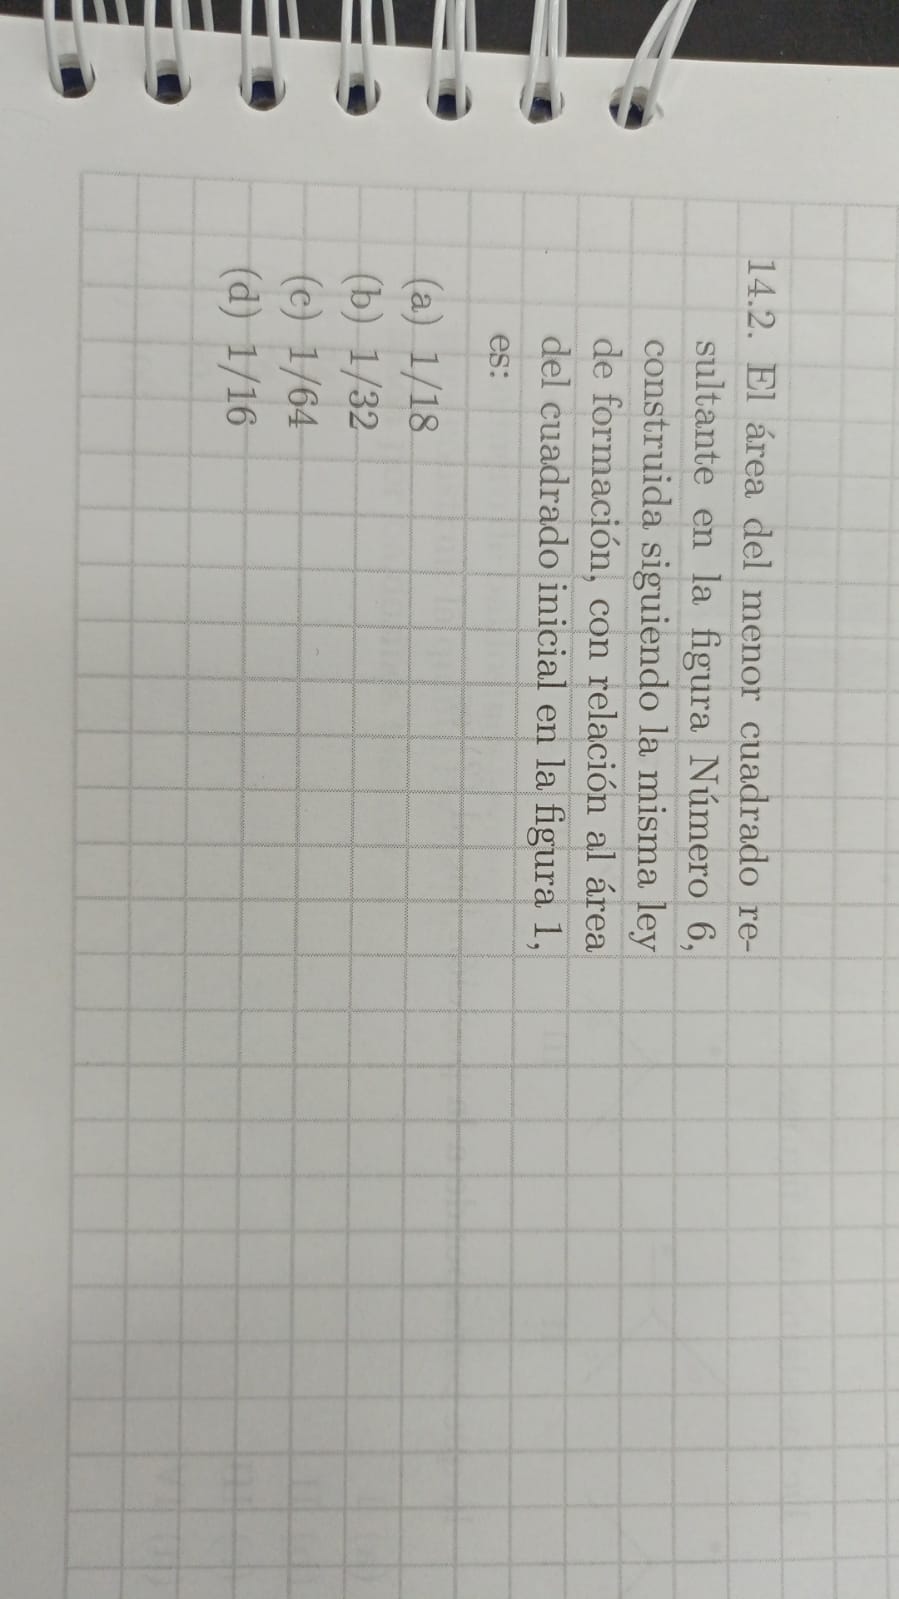 14.2. El área del menor cuadrado re-
sultante en la figura Número 6,
construida siguiendo la misma ley
de formación, con relación al área
del cuadrado inicial en la figura 1,
es:
(a) 1/18
(b) 1/32
(c) 1/64
(d) 1/16